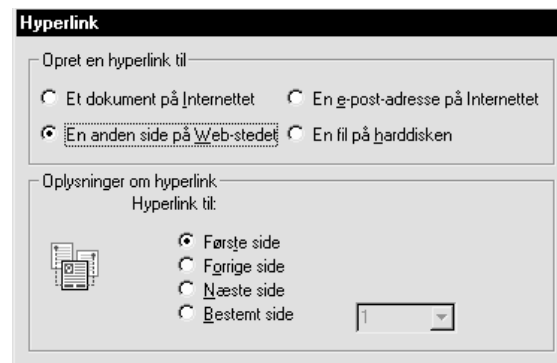 Hyperlink
Opret en hyperlink til
Et dokument på Internettet
En e-post-adresse på Internettet
En anden side på Web-stedet
En fil på harddisken
Oplysninger om hyperlink
Hyperlink til:
Første side
Forrige side
Næste side
Bestemt side
1